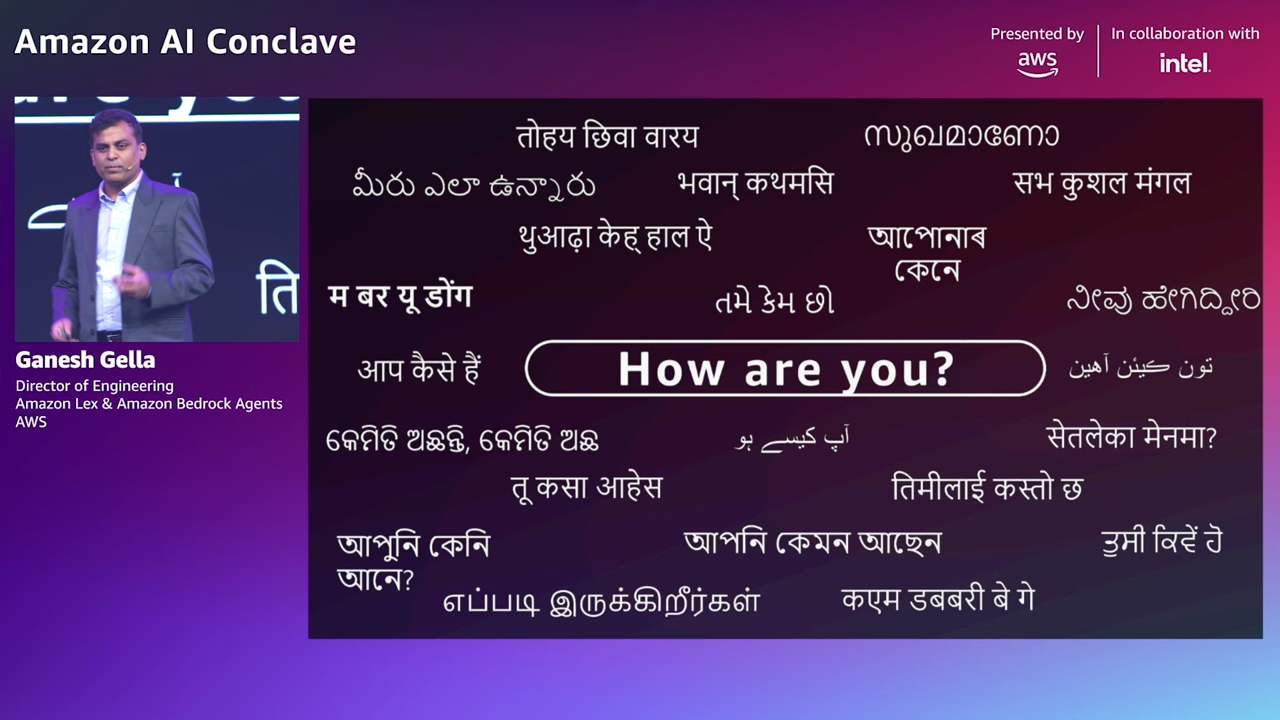 Amazon AI Conclave
Presented by
aws
In collaboration with
intel.
ti
Ganesh Gella
Director of Engineering
Amazon Lex & Amazon Bedrock Agents
AWS
तोहय छिवा वारय
സുഖമാണോ
మీరు ఎలా ఉన్నారు
भवान् कथमसि
सभ कुशल मंगल
थुआढ़ा केह् हाल ऐ
আপোনাৰ
কেনে
म बर यू डोंग
તમે કેમ છો
ನೀವು ಹೇಗಿದ್ದೀರಿ
आप कैसे हैं
How are you?
تون ڪيئن آهين
କେମିତି ଅଛନ୍ତି, କେମିତି ଅଛ
آپ کیسے ہو
सेतलेका मेनमा?
तू कसा आहेस
तिमीलाई कस्तो छ
আপুনি কেনি
আনে?
আপনি কেমন আছেন
ਤੁਸੀ ਕਿਵੇਂ ਹੋ
எப்படி இருக்கிறீர்கள்
कएम डबबरी बे गे